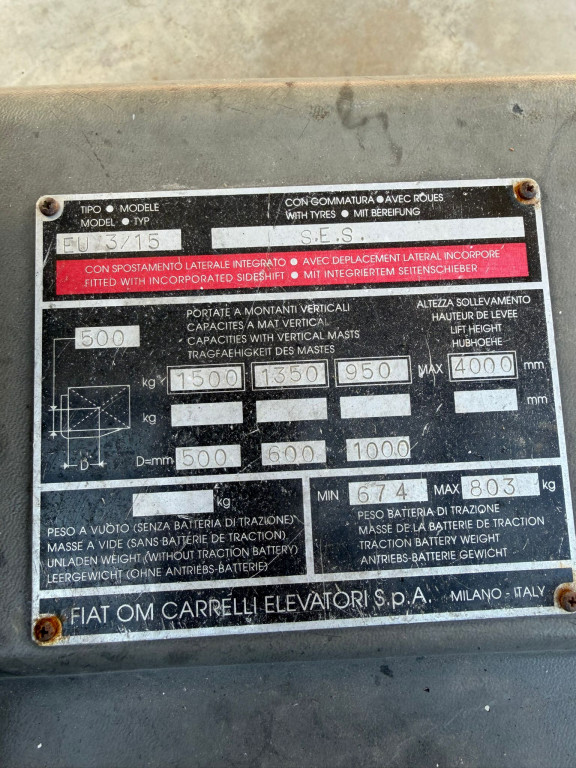 TIPO ● MODELE
MODEL ● TYP
EU 3/15
CON GOMMATURA ● AVEC ROUES
WITH TYRES ● MIT BEREIFUNG
S.E.S.
CON SPOSTAMENTO LATERALE INTEGRATO ● AVEC DEPLACEMENT LATERAL INCORPORE
FITTED WITH INCORPORATED SIDESHIFT ● MIT INTEGRIERTEM SEITENSCHIEBER
500
PORTATE A MONTANTI VERTICALI
CAPACITES A MAT VERTICAL
CAPACITIES WITH VERTICAL MASTS
TRAGFAEHIGKEIT DES MASTES
ALTEZZA SOLLEVAMENTO
HAUTEUR DE LEVEE
LIFT HEIGHT
HUBHOEHE
kg 1500 1350 950 MAX 4000 mm
kg mm
D
D=mm 500 600 1000
kg
PESO A VUOTO (SENZA BATTERIA DI TRAZIONE)
MASSE A VIDE (SANS BATTERIE DE TRACTION)
UNLADEN WEIGHT (WITHOUT TRACTION BATTERY)
LEERGEWICHT (OHNE ANTRIEBS-BATTERIE)
MIN 674 MAX 803 kg
PESO BATTERIA DI TRAZIONE
MASSE DE LA BATTERIE DE TRACTION
TRACTION BATTERY WEIGHT
ANTRIEBS-BATTERIE GEWICHT
FIAT OM CARRELLI ELEVATORI S.p.A. MILANO - ITALY